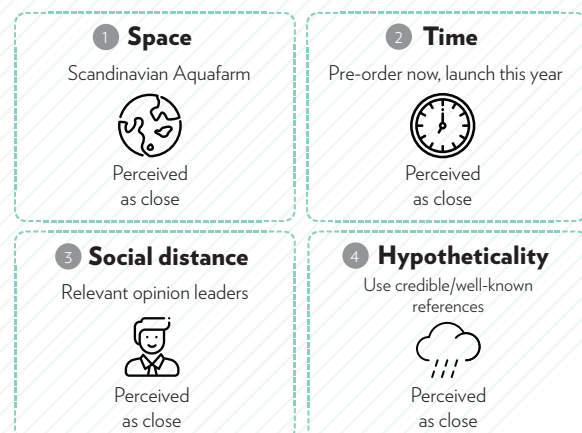 1 Space
Scandinavian Aquafarm
Perceived
as close
2 Time
Pre-order now, launch this year
Perceived
as close
3 Social distance
Relevant opinion leaders
Perceived
as close
4 Hypotheticality
Use credible/well-known
references
Perceived
as close